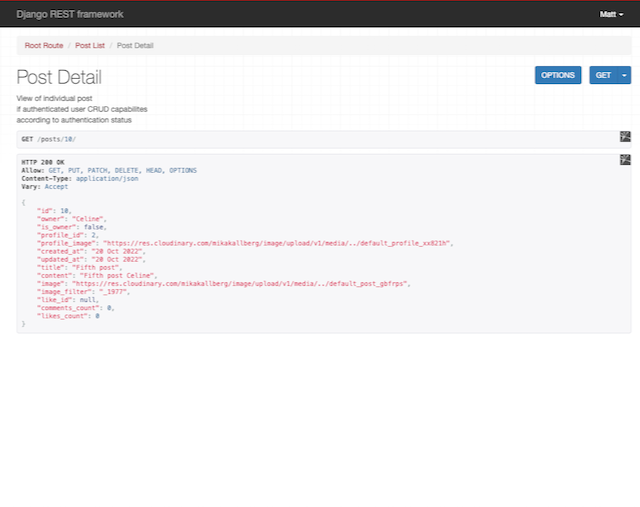 Django REST framework
Matt
Root Route / Post List / Post Detail
Post Detail
OPTIONS
GET
View of individual post
if authenticated user CRUD capabilites
according to authentication status
GET /posts/10/
HTTP 200 OK
Allow: GET, PUT, PATCH, DELETE, HEAD, OPTIONS
Content-Type: application/json
Vary: Accept
{
"id": 10,
"owner": "Celine",
"is_owner": false,
"profile_id": 2,
"profile_image": "https://res.cloudinary.com/mikakallberg/image/upload/v1/media/../default_profile_xx821h",
"created_at": "20 Oct 2022",
"updated_at": "20 Oct 2022",
"title": "Fifth post",
"content": "Fifth post Celine",
"image": "https://res.cloudinary.com/mikakallberg/image/upload/v1/media/../default_post_gbfrps",
"image_filter": "_1977",
"like_id": null,
"comments_count": 0,
"likes_count": 0
}